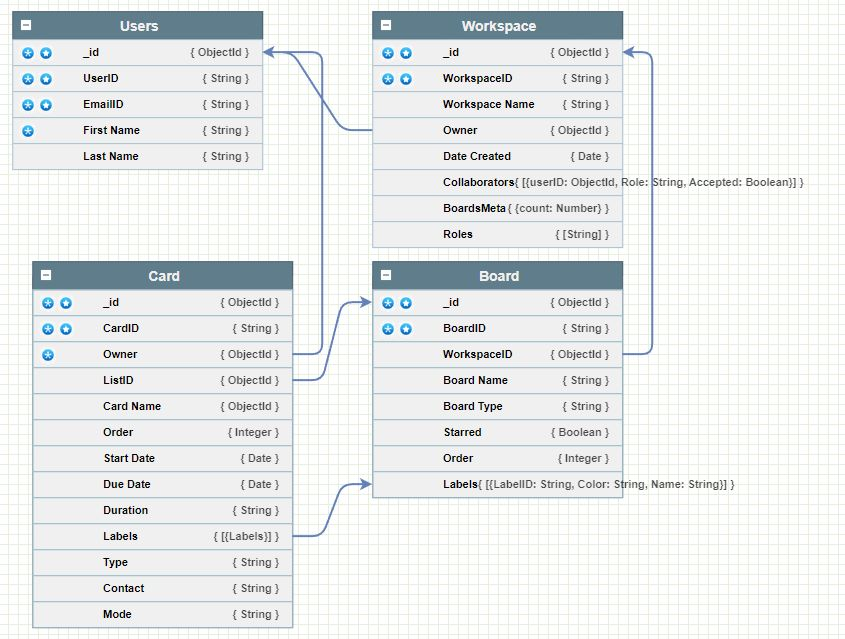 Users
_id { ObjectId }
UserID { String }
EmailID { String }
First Name { String }
Last Name { String }
Workspace
_id { ObjectId }
WorkspaceID { String }
Workspace Name { String }
Owner { ObjectId }
Date Created { Date }
Collaborators{ [{userID: ObjectId, Role: String, Accepted: Boolean}] }
BoardsMeta{ {count: Number} }
Roles { [String] }
Card
_id { ObjectId }
CardID { String }
Owner { ObjectId }
ListID { ObjectId }
Card Name { ObjectId }
Order { Integer }
Start Date { Date }
Due Date { Date }
Duration { String }
Labels { [{Labels}] }
Type { String }
Contact { String }
Mode { String }
Board
_id { ObjectId }
BoardID { String }
WorkspaceID { ObjectId }
Board Name { String }
Board Type { String }
Starred { Boolean }
Order { Integer }
Labels{ [{LabelID: String, Color: String, Name: String}] }